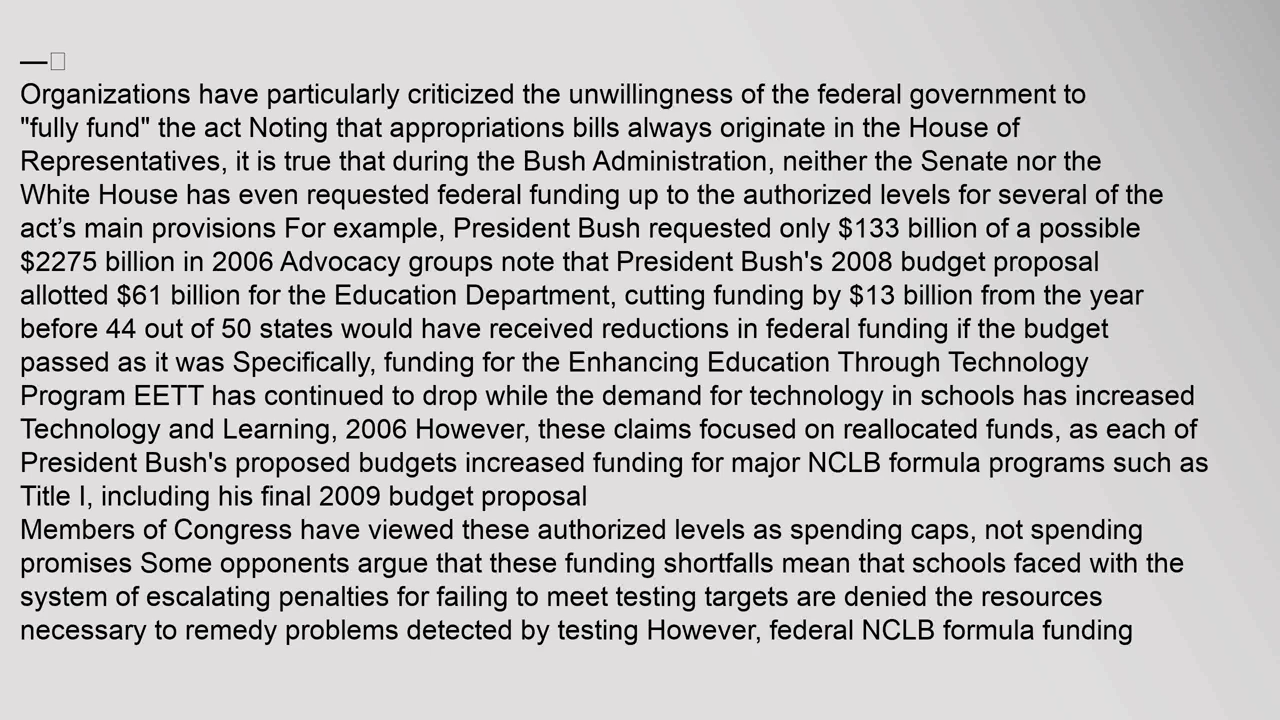 —
Organizations have particularly criticized the unwillingness of the federal government to
"fully fund" the act Noting that appropriations bills always originate in the House of
Representatives, it is true that during the Bush Administration, neither the Senate nor the
White House has even requested federal funding up to the authorized levels for several of the
act’s main provisions For example, President Bush requested only $133 billion of a possible
$2275 billion in 2006 Advocacy groups note that President Bush's 2008 budget proposal
allotted $61 billion for the Education Department, cutting funding by $13 billion from the year
before 44 out of 50 states would have received reductions in federal funding if the budget
passed as it was Specifically, funding for the Enhancing Education Through Technology
Program EETT has continued to drop while the demand for technology in schools has increased
Technology and Learning, 2006 However, these claims focused on reallocated funds, as each of
President Bush's proposed budgets increased funding for major NCLB formula programs such as
Title I, including his final 2009 budget proposal
Members of Congress have viewed these authorized levels as spending caps, not spending
promises Some opponents argue that these funding shortfalls mean that schools faced with the
system of escalating penalties for failing to meet testing targets are denied the resources
necessary to remedy problems detected by testing However, federal NCLB formula funding